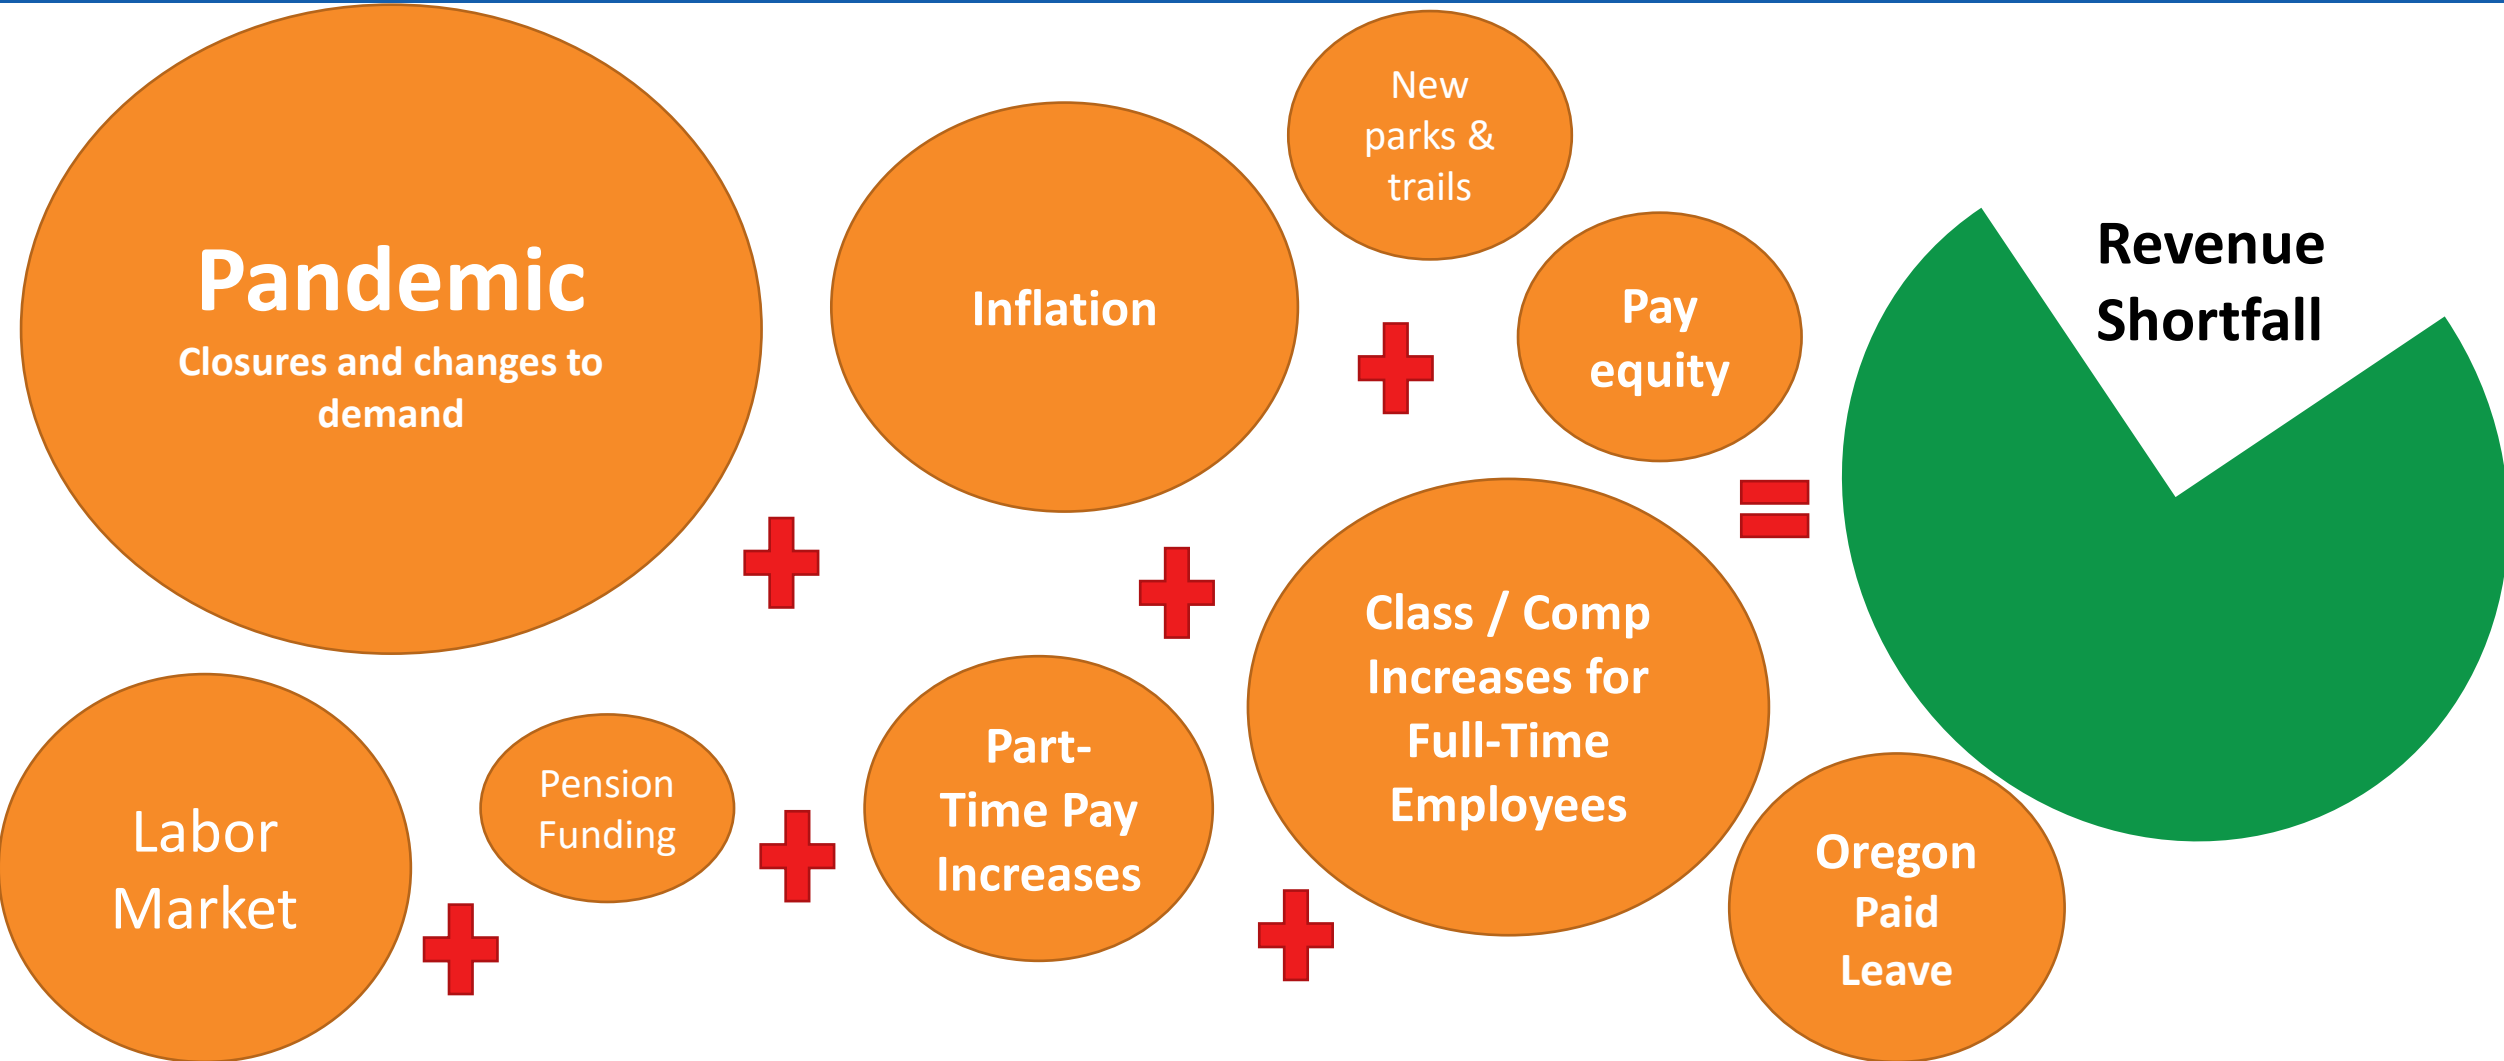 Pandemic
Closures and changes to
demand
Inflation
New
parks &
trails
Pay
equity
Revenue
Shortfall
Labor
Market
Pension
Funding
Part-
Time Pay
Increases
Class / Comp
Increases for
Full-Time
Employees
Oregon
Paid
Leave